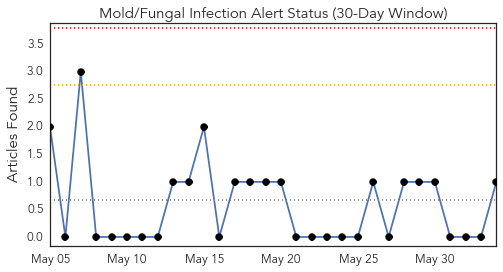 Mold/Fungal Infection Alert Status (30-Day Window)
Articles Found
3.5
3.0
2.5
2.0
1.5
1.0
0.5
0.0
May 05 May 10 May 15 May 20 May 25 May 30